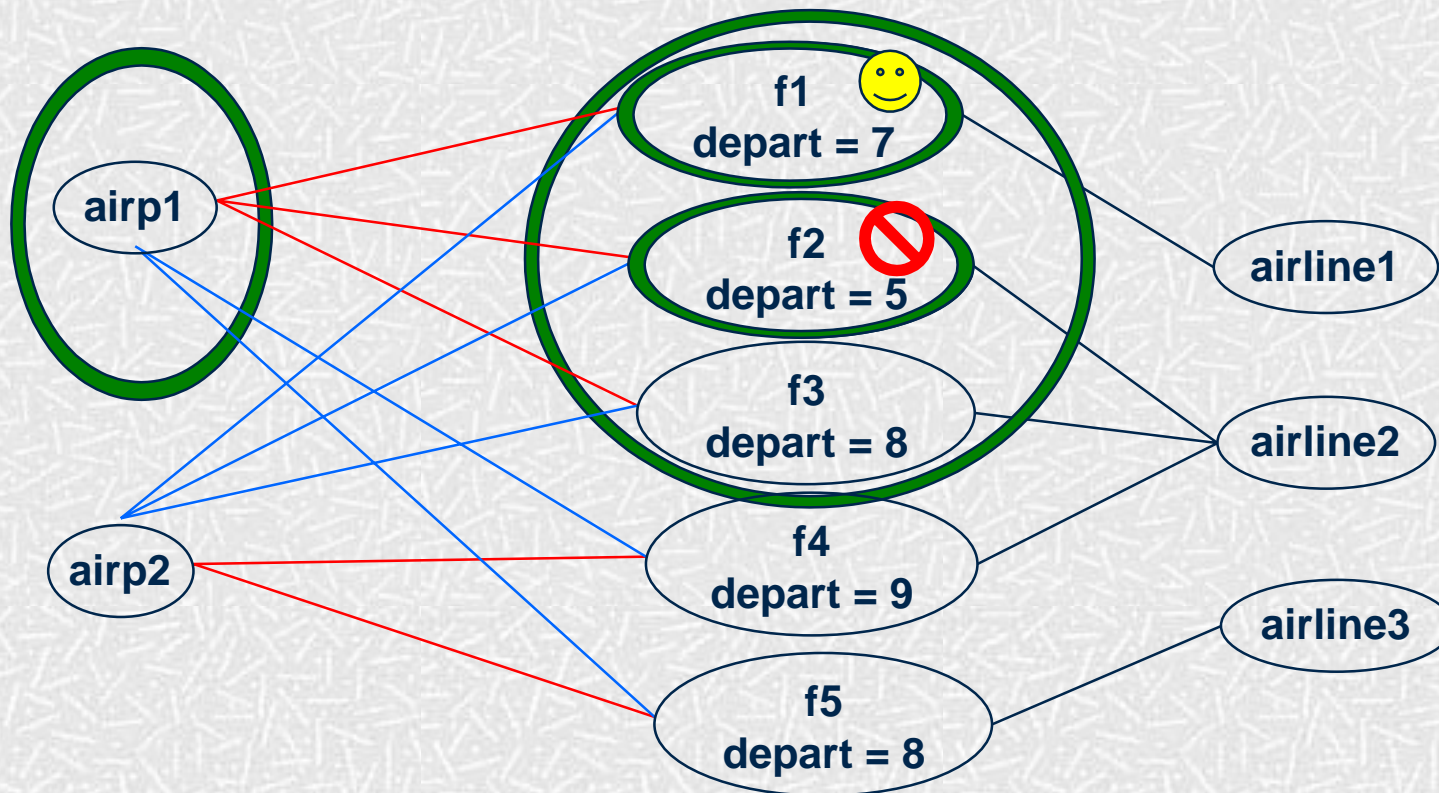 airp1
airp2
f1
depart = 7
f2
depart = 5
f3
depart = 8
f4
depart = 9
f5
depart = 8
airline1
airline2
airline3